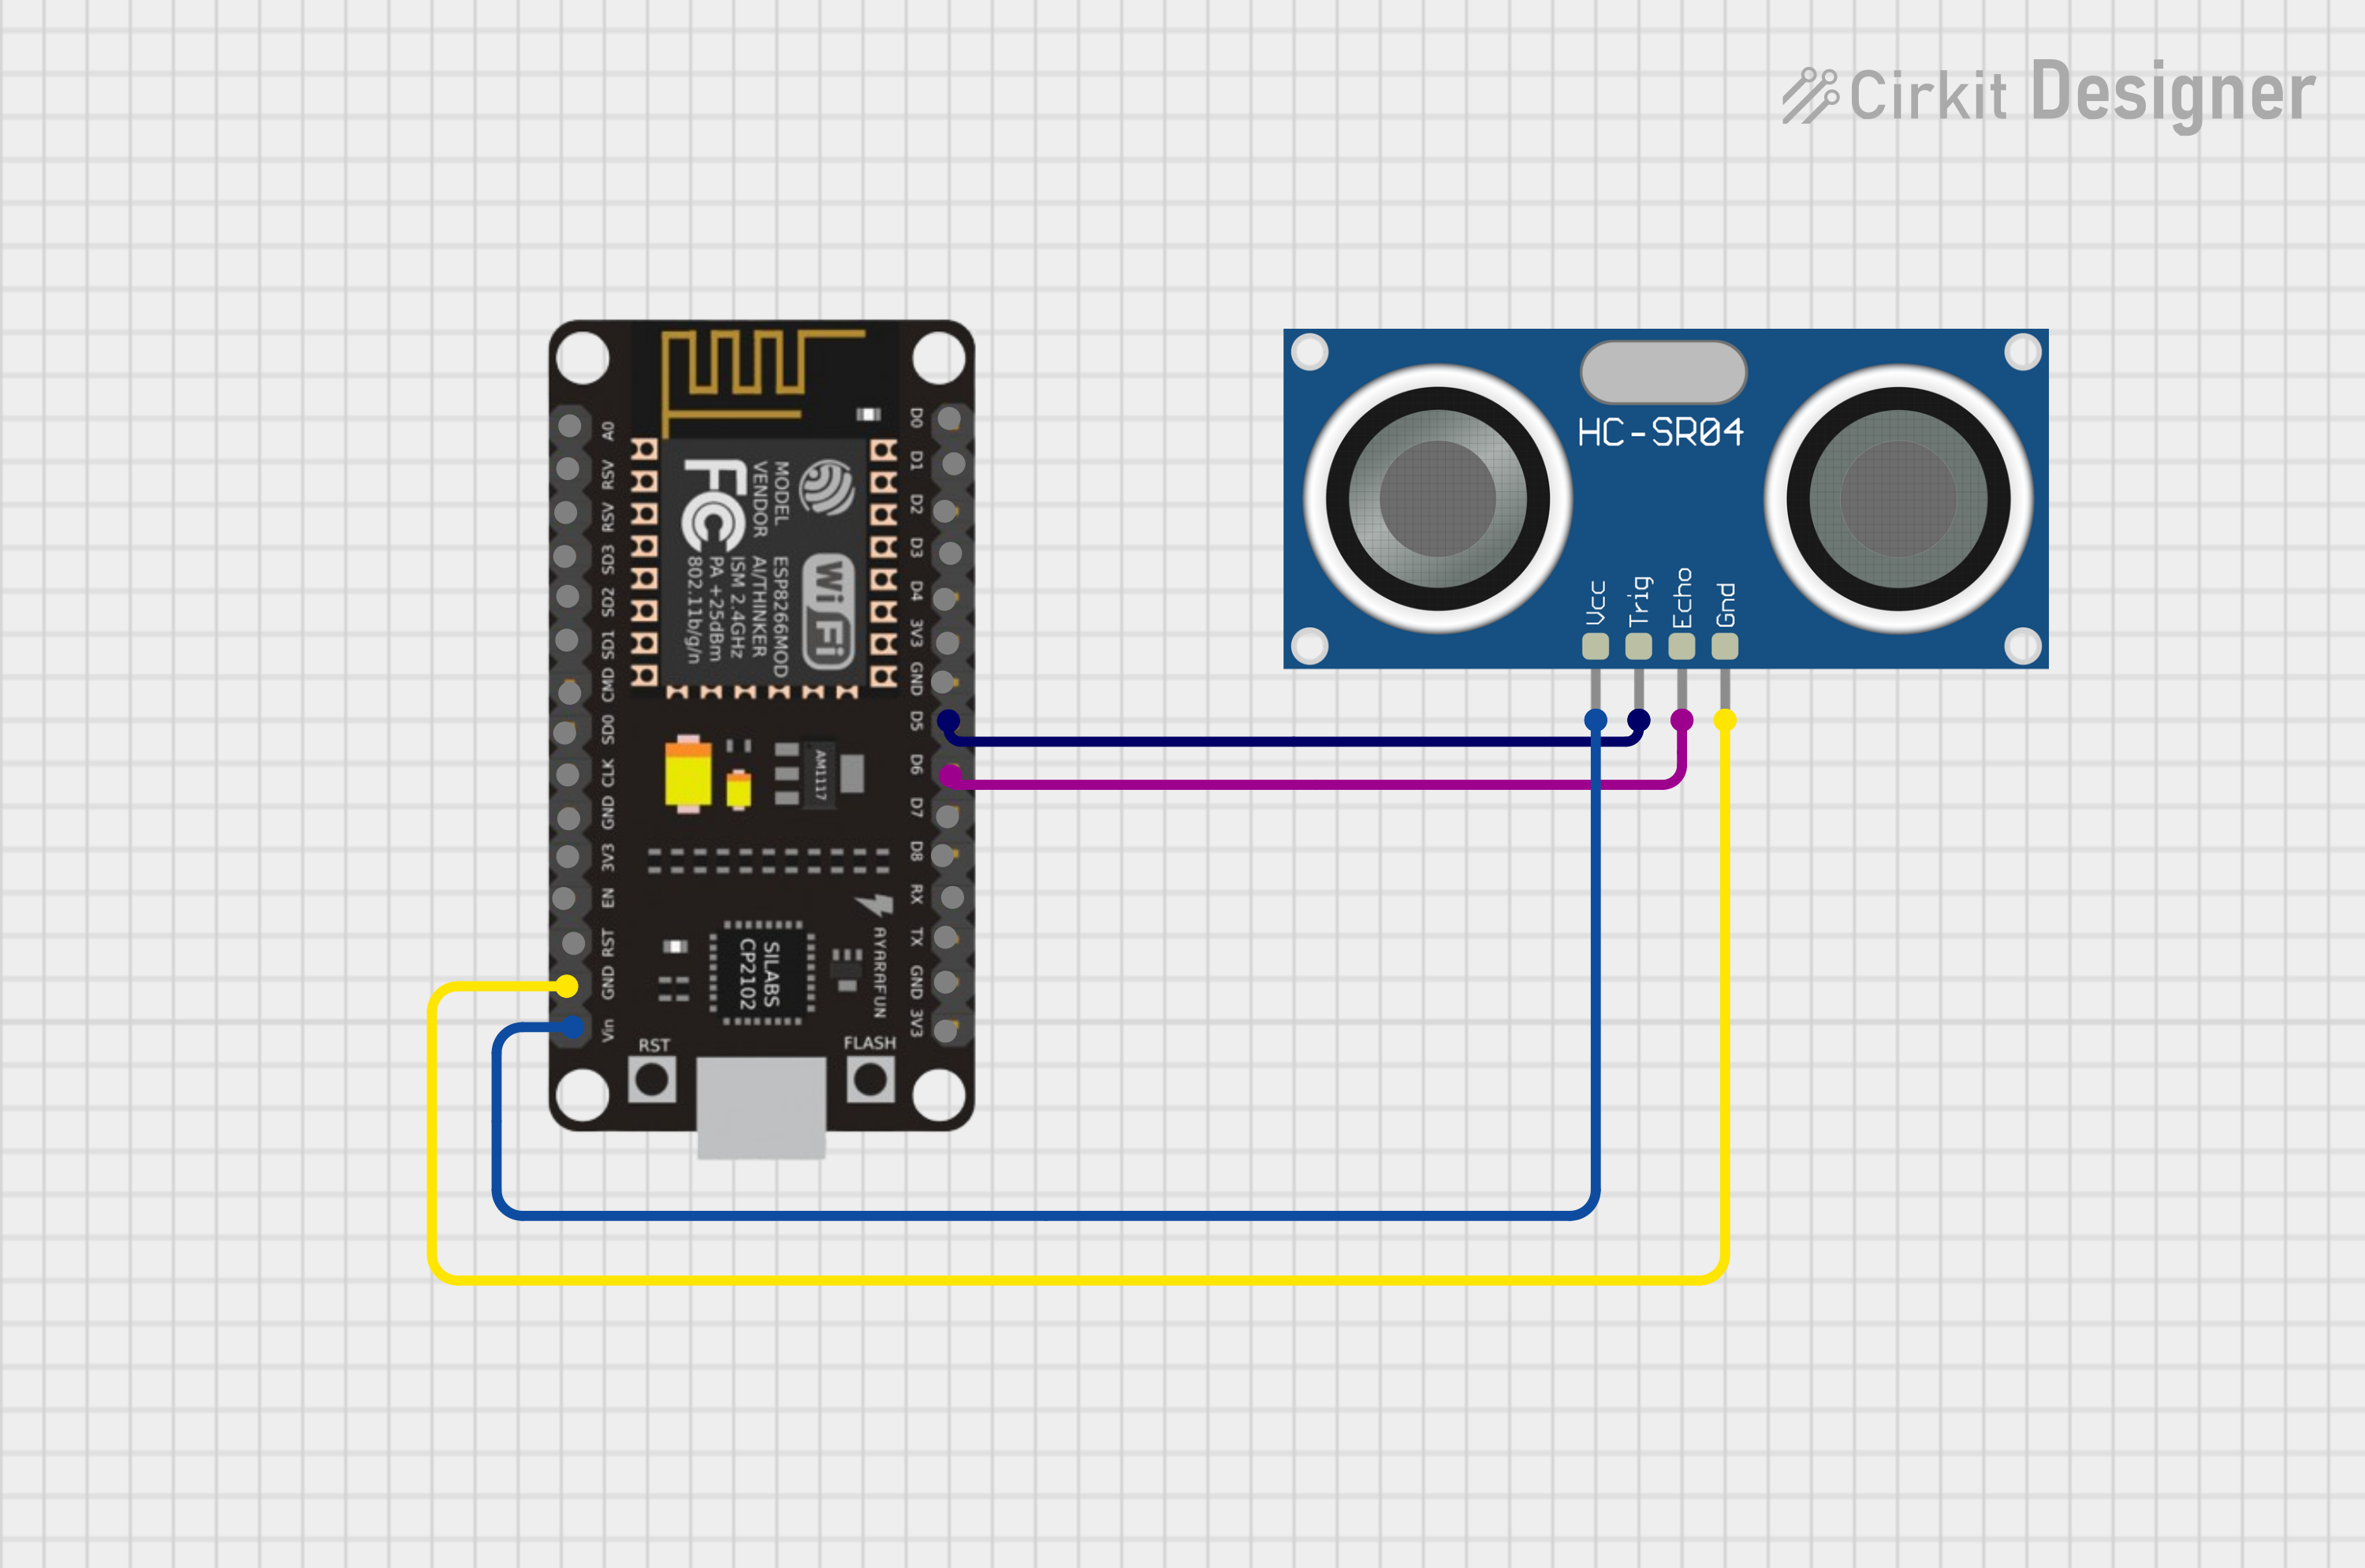 Cirkit Designer
HC-SR04
Vcc
Trig
Echo
Gnd
A0
RSV
RSV
SD3
SD2
SD1
CMD
SD0
CLK
GND
3V3
EN
RST
GND
Vin
D0
D1
D2
D3
D4
3V3
GND
D5
D6
D7
D8
RX
TX
GND
3V3
MODEL ESP8266MOD
VENDOR AI/THINKER
ISM 2.4GHz
PA +25dBm
802.11b/g/n
FC
WiFi
AM1117
SILABS
CP2102
AYARAFUN
RST
FLASH